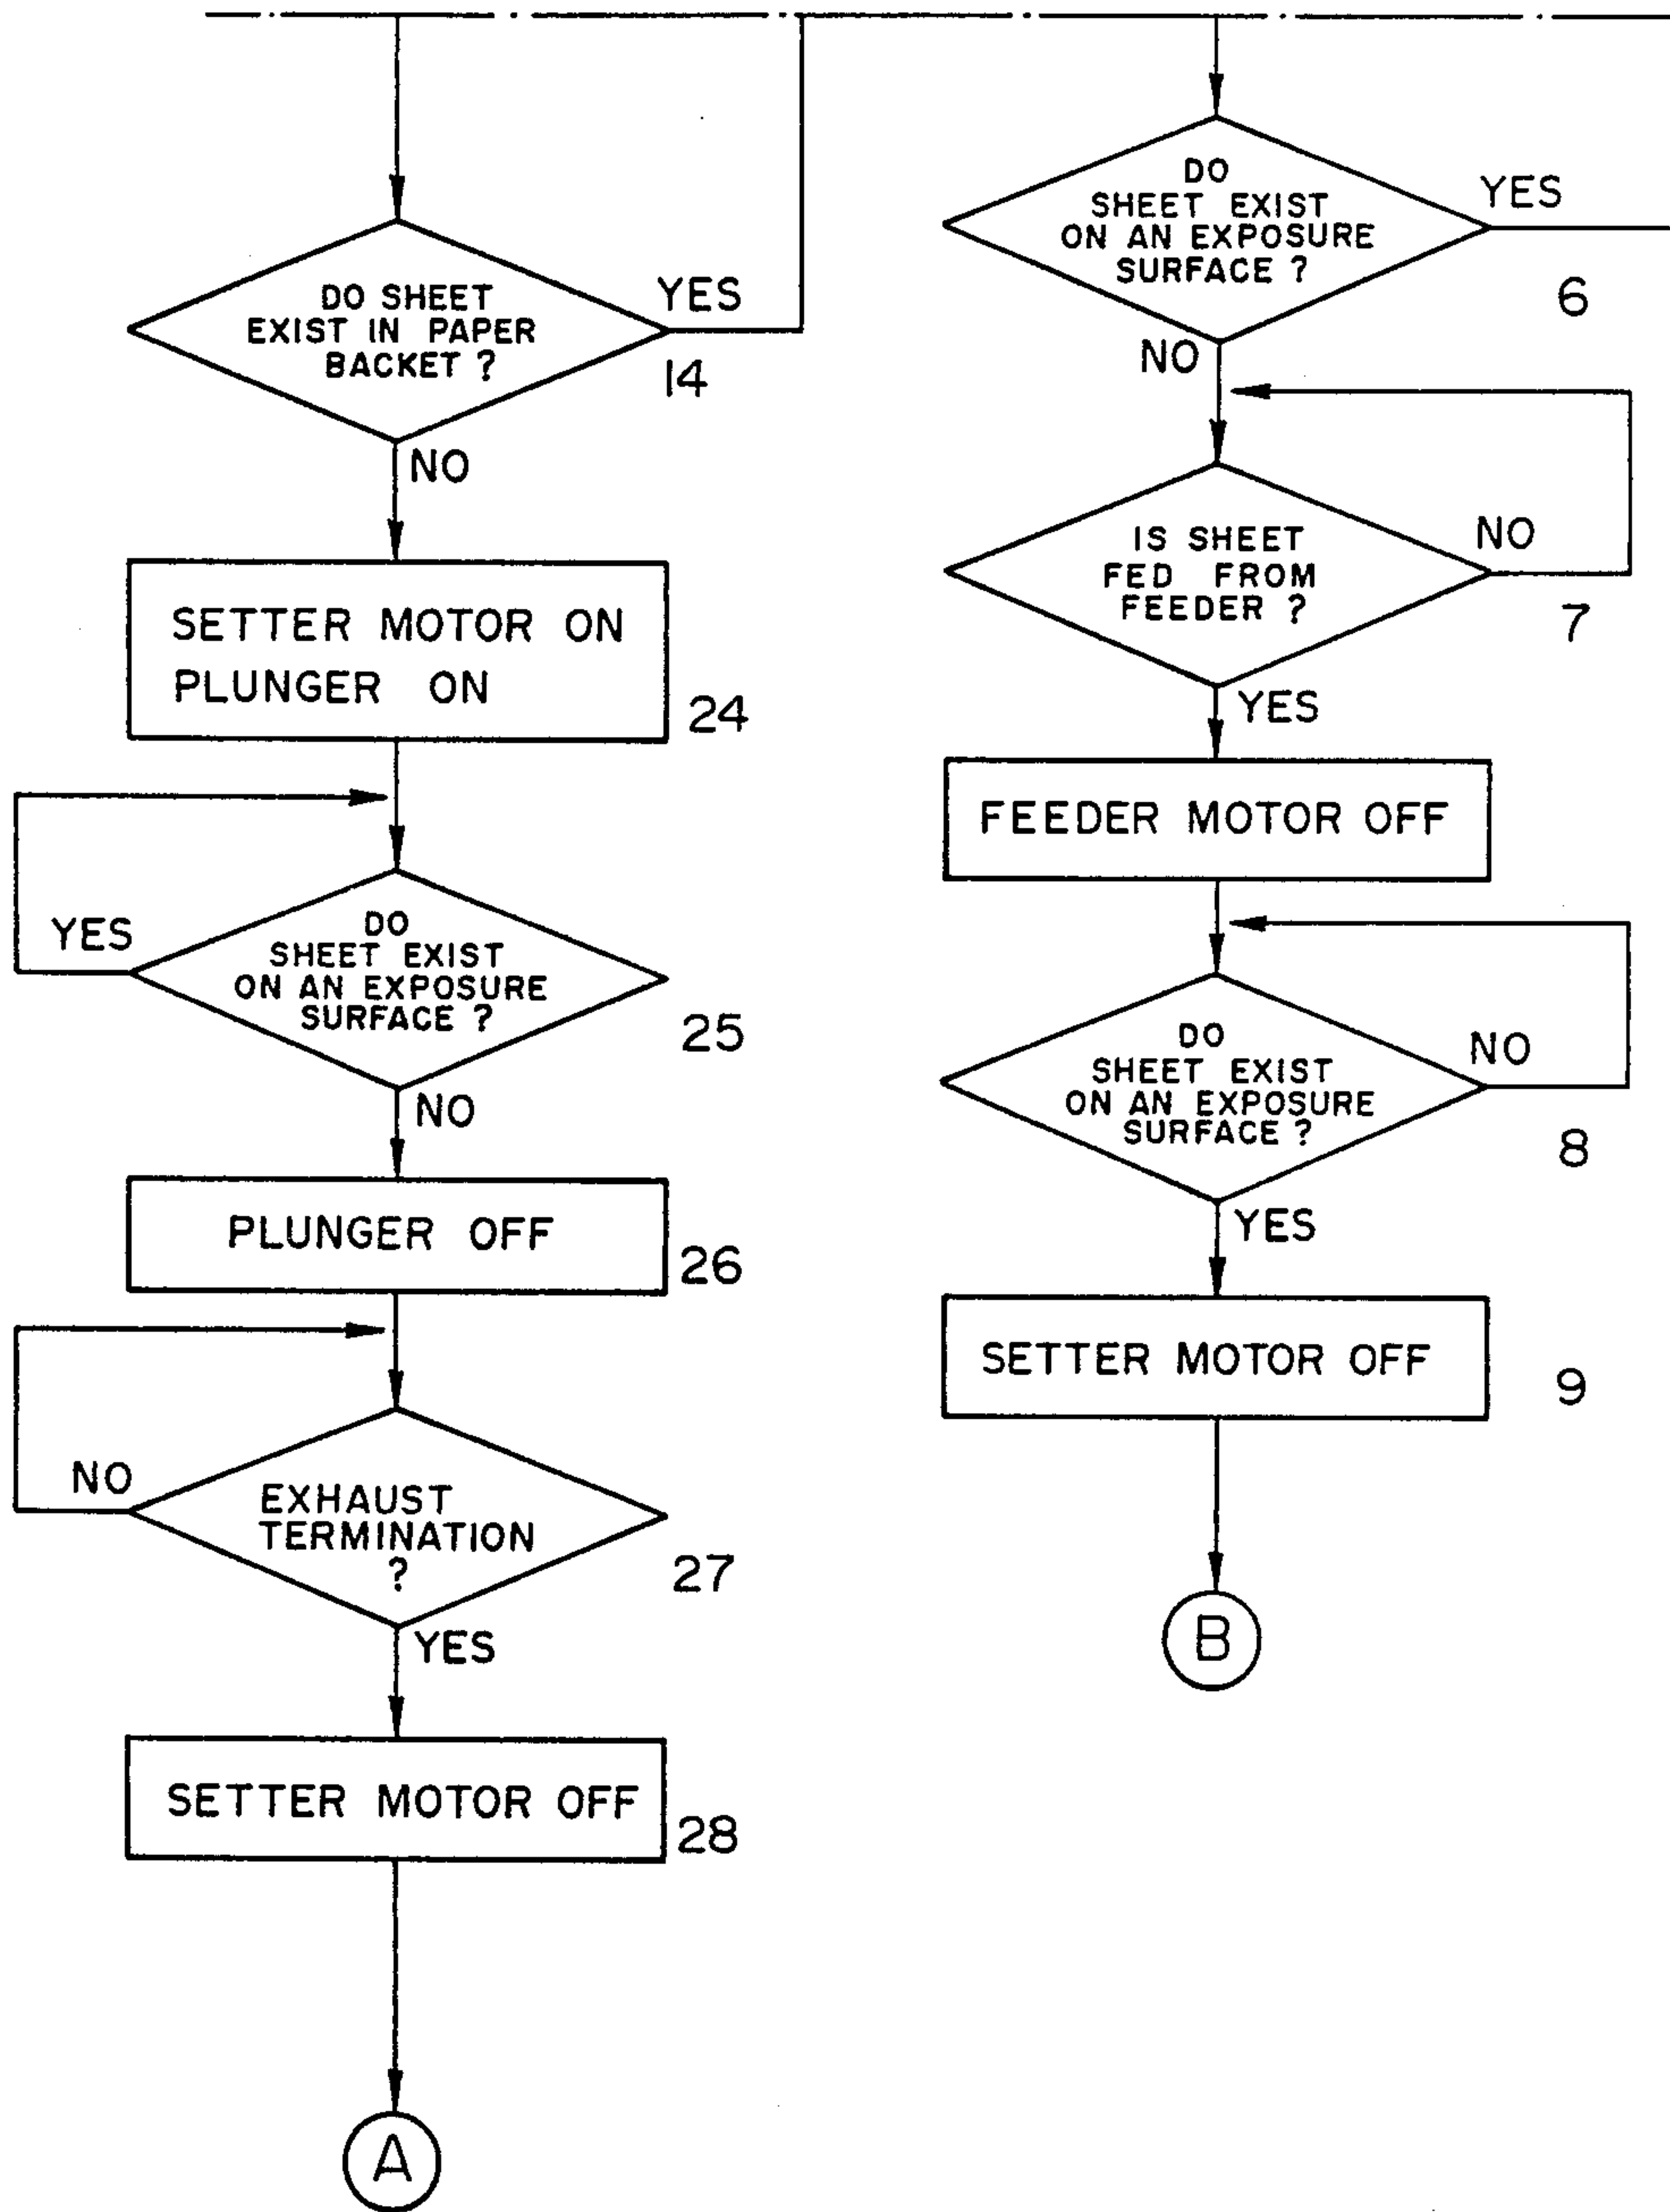 DO SHEET
EXIST IN PAPER
BACKET ?
YES
14
NO
SETTER MOTOR ON
PLUNGER ON
24
DO
SHEET EXIST
ON AN EXPOSURE
SURFACE ?
YES
25
NO
PLUNGER OFF
26
EXHAUST
TERMINATION
?
NO
27
YES
SETTER MOTOR OFF
28
A
DO
SHEET EXIST
ON AN EXPOSURE
SURFACE ?
YES
6
NO
IS SHEET
FED FROM
FEEDER ?
NO
7
YES
FEEDER MOTOR OFF
DO
SHEET EXIST
ON AN EXPOSURE
SURFACE ?
NO
8
YES
SETTER MOTOR OFF
9
B